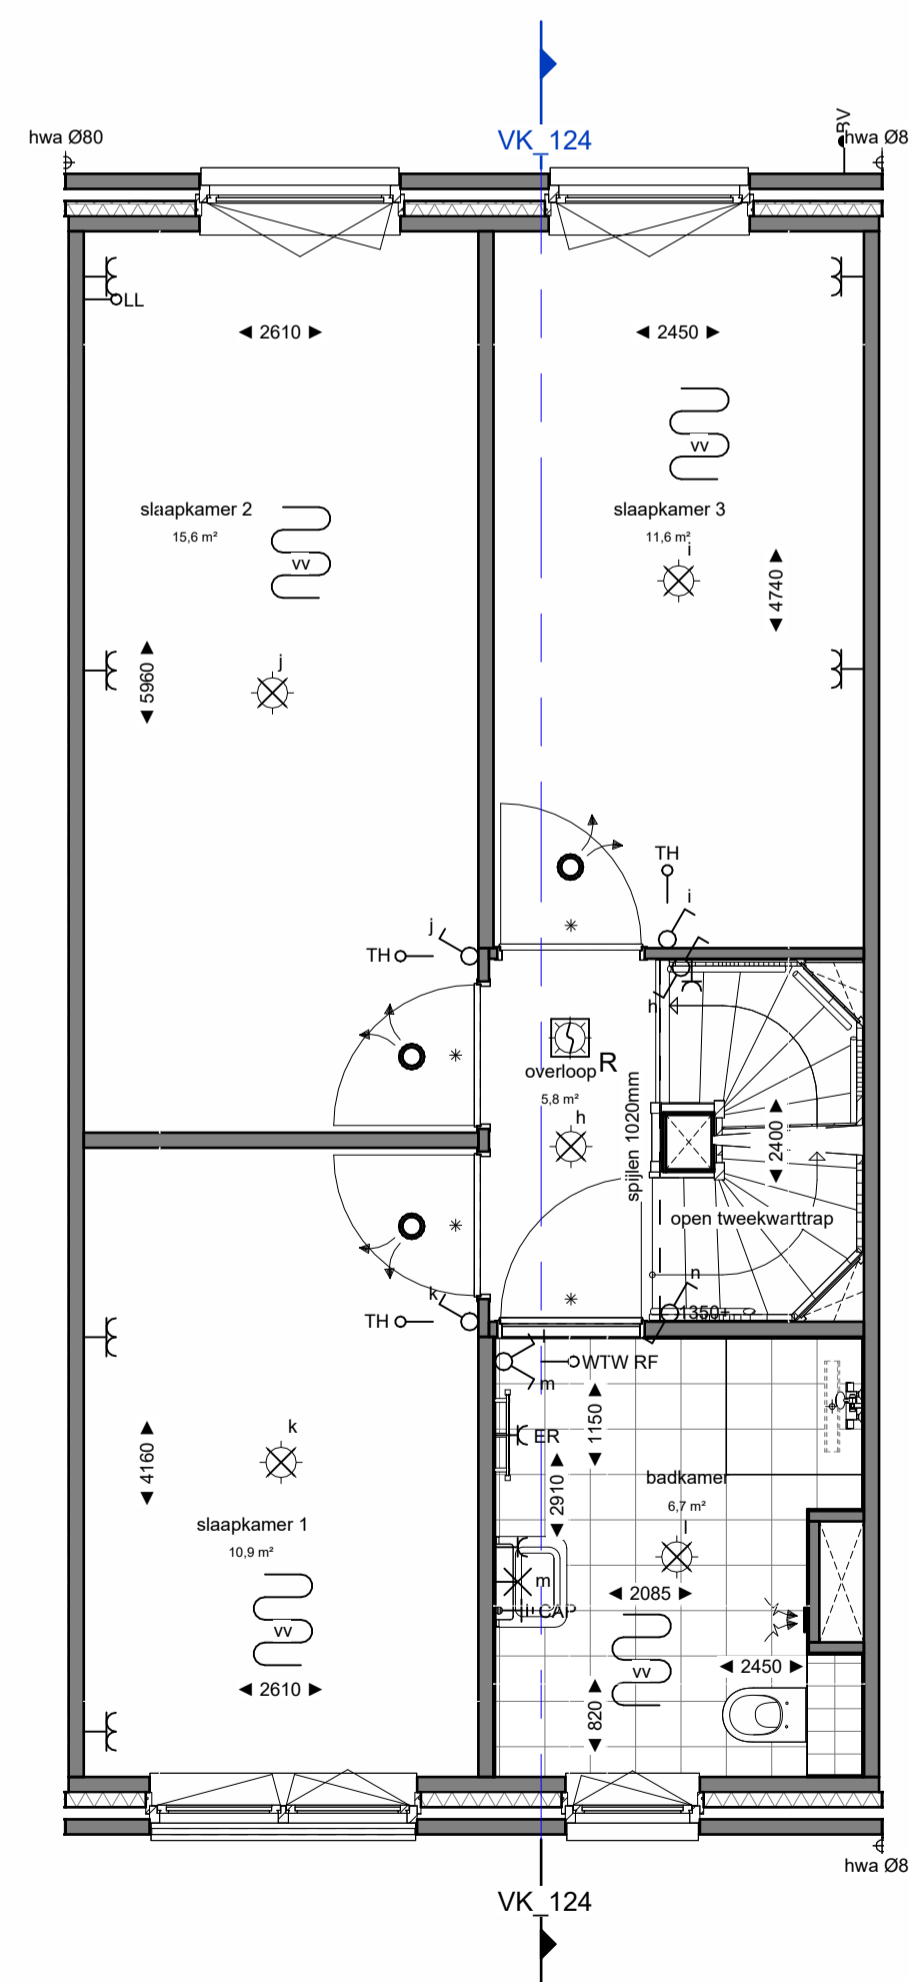 hwa Ø80
VK_124
BV
hwa Ø8
LL
◄ 2610 ►
◄ 2450 ►
vv
slaapkamer 2
15,6 m²
vv
slaapkamer 3
11,6 m²
i
◄ 4740 ►
j
◄ 5960 ►
TH
i
j
TH
h
overloop
R
5,8 m²
h
spijlen 1020mm
◄ 2400 ►
open tweekwarttrap
n
1350+
k
TH
WTW RF
m
ER
◄ 1150 ►
k
◄ 4160 ►
◄ 2910 ►
badkamer
6,7 m²
l
slaapkamer 1
10,9 m²
m
◄ 2085 ►
CAP
vv
vv
◄ 2450 ►
◄ 2610 ►
◄ 820 ►
hwa Ø8
VK_124